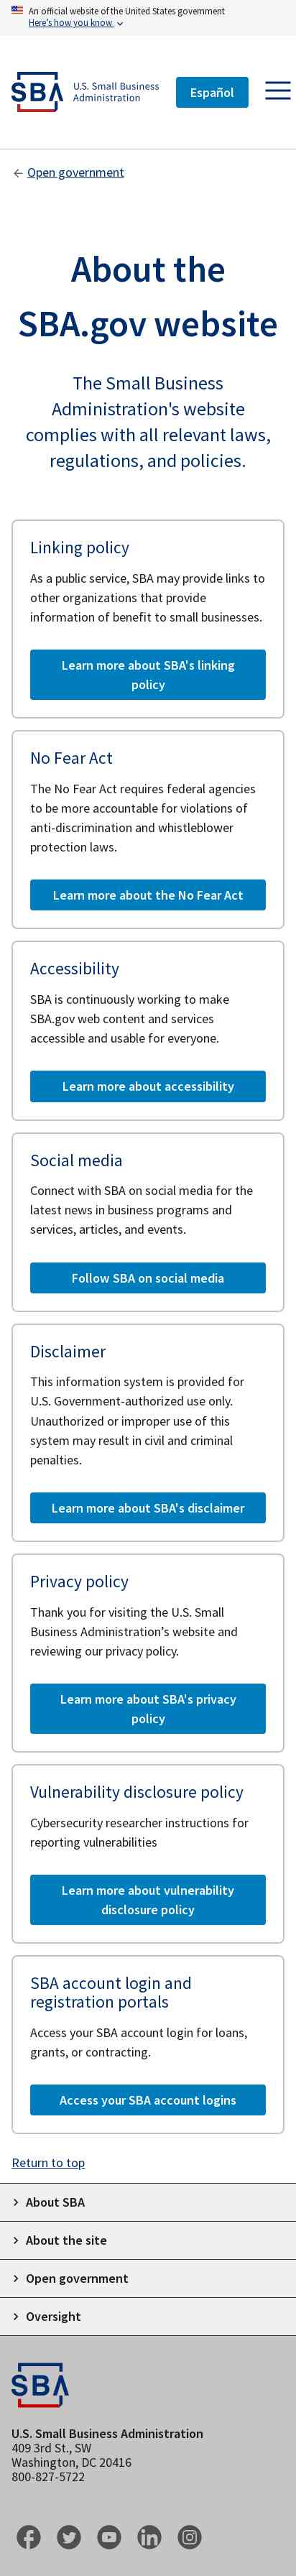 An official website of the United States government
Here's how you know
SBA
U.S. Small Business
Administration
Español
Open government
About the
SBA.gov website
The Small Business
Administration's website
complies with all relevant laws,
regulations, and policies.
Linking policy
As a public service, SBA may provide links to
other organizations that provide
information of benefit to small businesses.
Learn more about SBA's linking
policy
No Fear Act
The No Fear Act requires federal agencies
to be more accountable for violations of
anti-discrimination and whistleblower
protection laws.
Learn more about the No Fear Act
Accessibility
SBA is continuously working to make
SBA.gov web content and services
accessible and usable for everyone.
Learn more about accessibility
Social media
Connect with SBA on social media for the
latest news in business programs and
services, articles, and events.
Follow SBA on social media
Disclaimer
This information system is provided for
U.S. Government-authorized use only.
Unauthorized or improper use of this
system may result in civil and criminal
penalties.
Learn more about SBA's disclaimer
Privacy policy
Thank you for visiting the U.S. Small
Business Administration’s website and
reviewing our privacy policy.
Learn more about SBA's privacy
policy
Vulnerability disclosure policy
Cybersecurity researcher instructions for
reporting vulnerabilities
Learn more about vulnerability
disclosure policy
SBA account login and
registration portals
Access your SBA account login for loans,
grants, or contracting.
Access your SBA account logins
Return to top
About SBA
About the site
Open government
Oversight
SBA
U.S. Small Business Administration
409 3rd St., SW
Washington, DC 20416
800-827-5722